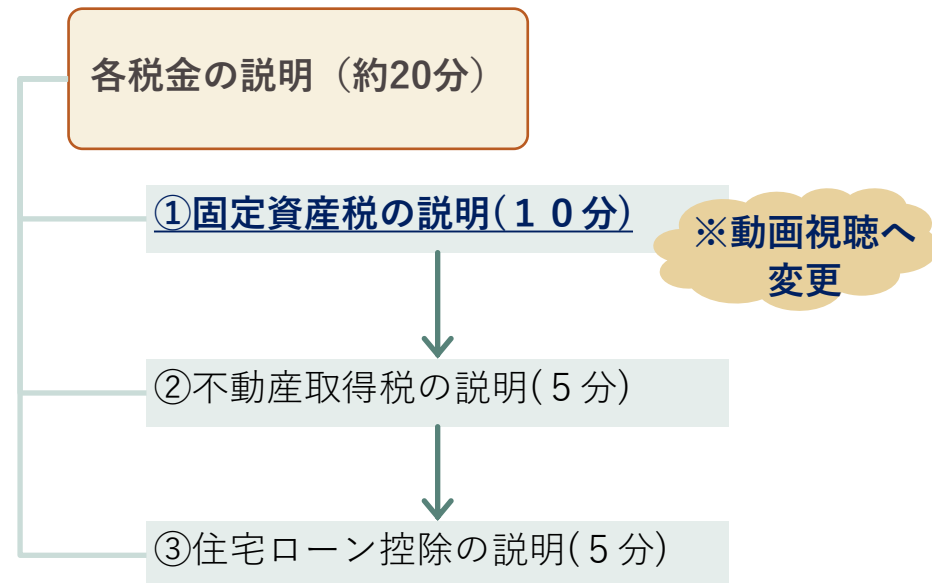 各税金の説明（約20分）
①固定資産税の説明(１０分)
※動画視聴へ
変更
②不動産取得税の説明(５分)
③住宅ローン控除の説明(５分)